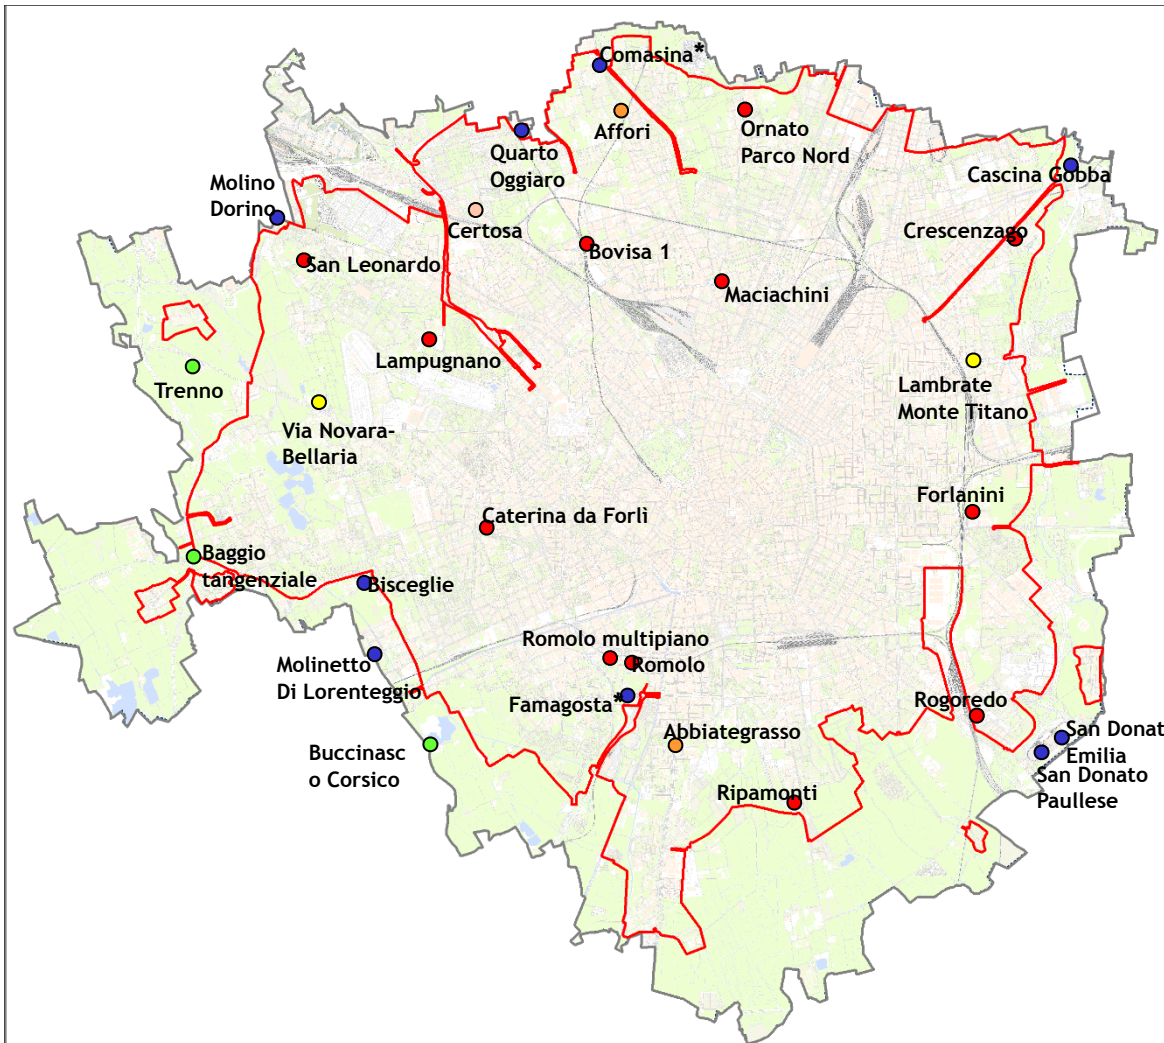 Comasina*
Affori
Ornato
Parco Nord
Quarto
Oggiaro
Cascina Gobba
Molino
Dorino
Certosa
Crescenzago
Bovisa 1
San Leonardo
Maciachini
Lampugnano
Trenno
Lambrate
Monte Titano
Via Novara-
Bellaria
Forlanini
Caterina da Forlì
Baggio
tangenziale
Bisceglie
Romolo multipiano
Romolo
Molinetto
Di Lorenteggio
Famagosta*
Rogoredo
Abbiategrasso
San Donat
Emilia
San Donato
Paullese
Buccinasc
o Corsico
Ripamonti